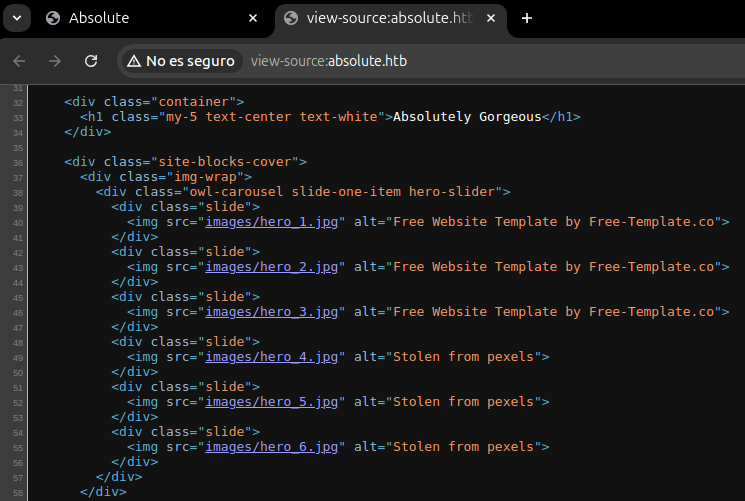 Absolute
view-source:absolute.htb
No es seguro
view-source:absolute.htb
31
32 <div class="container">
33 <h1 class="my-5 text-center text-white">Absolutely Gorgeous</h1>
34 </div>
35
36 <div class="site-blocks-cover">
37 <div class="img-wrap">
38 <div class="owl-carousel slide-one-item hero-slider">
39 <div class="slide">
40 <img src="images/hero_1.jpg" alt="Free Website Template by Free-Template.co">
41 </div>
42 <div class="slide">
43 <img src="images/hero_2.jpg" alt="Free Website Template by Free-Template.co">
44 </div>
45 <div class="slide">
46 <img src="images/hero_3.jpg" alt="Free Website Template by Free-Template.co">
47 </div>
48 <div class="slide">
49 <img src="images/hero_4.jpg" alt="Stolen from pexels">
50 </div>
51 <div class="slide">
52 <img src="images/hero_5.jpg" alt="Stolen from pexels">
53 </div>
54 <div class="slide">
55 <img src="images/hero_6.jpg" alt="Stolen from pexels">
56 </div>
57 </div>
58 </div>